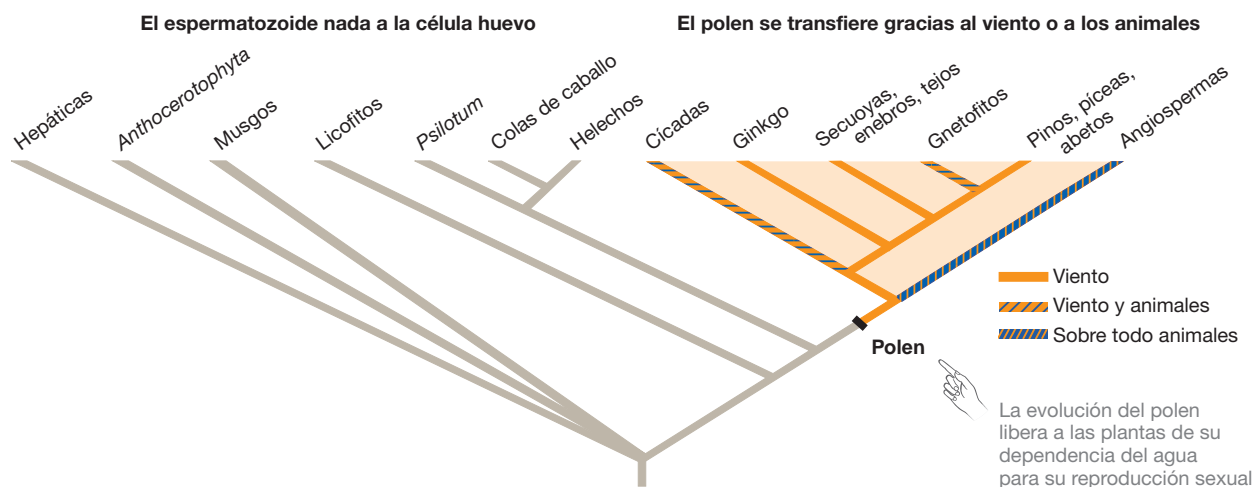 El espermatozoide nada a la célula huevo
El polen se transfiere gracias al viento o a los animales
Hepáticas
Anthocerotophyta
Musgos
Licofitos
Psilotum
Colas de caballo
Helechos
Cícadas
Ginkgo
Secuoyas,
enebros, tejos
Gnetofitos
Pinos, píceas,
abetos
Angiospermas
Viento
Viento y animales
Sobre todo animales
Polen
La evolución del polen
libera a las plantas de su
dependencia del agua
para su reproducción sexual